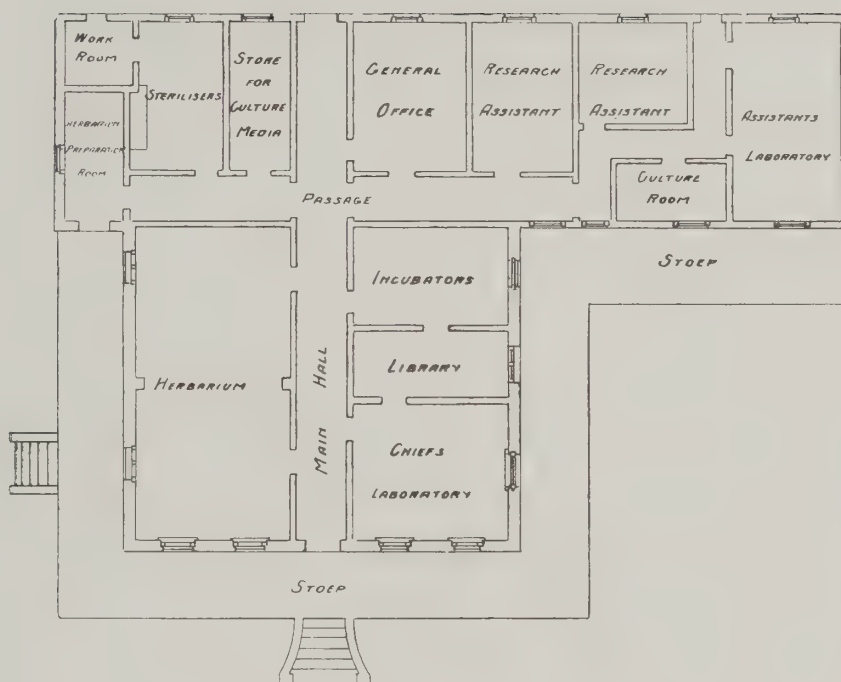 WORK
ROOM
STERILISERS
STORE
FOR
CULTURE
MEDIA
GENERAL
OFFICE
RESEARCH
ASSISTANT
RESEARCH
ASSISTANT
ASSISTANTS
LABORATORY
HERBARIUM
PREPARATION
ROOM
CULTURE
ROOM
PASSAGE
STOEP
INCUBATORS
LIBRARY
HERBARIUM
MAIN HALL
CHIEFS
LABORATORY
STOEP